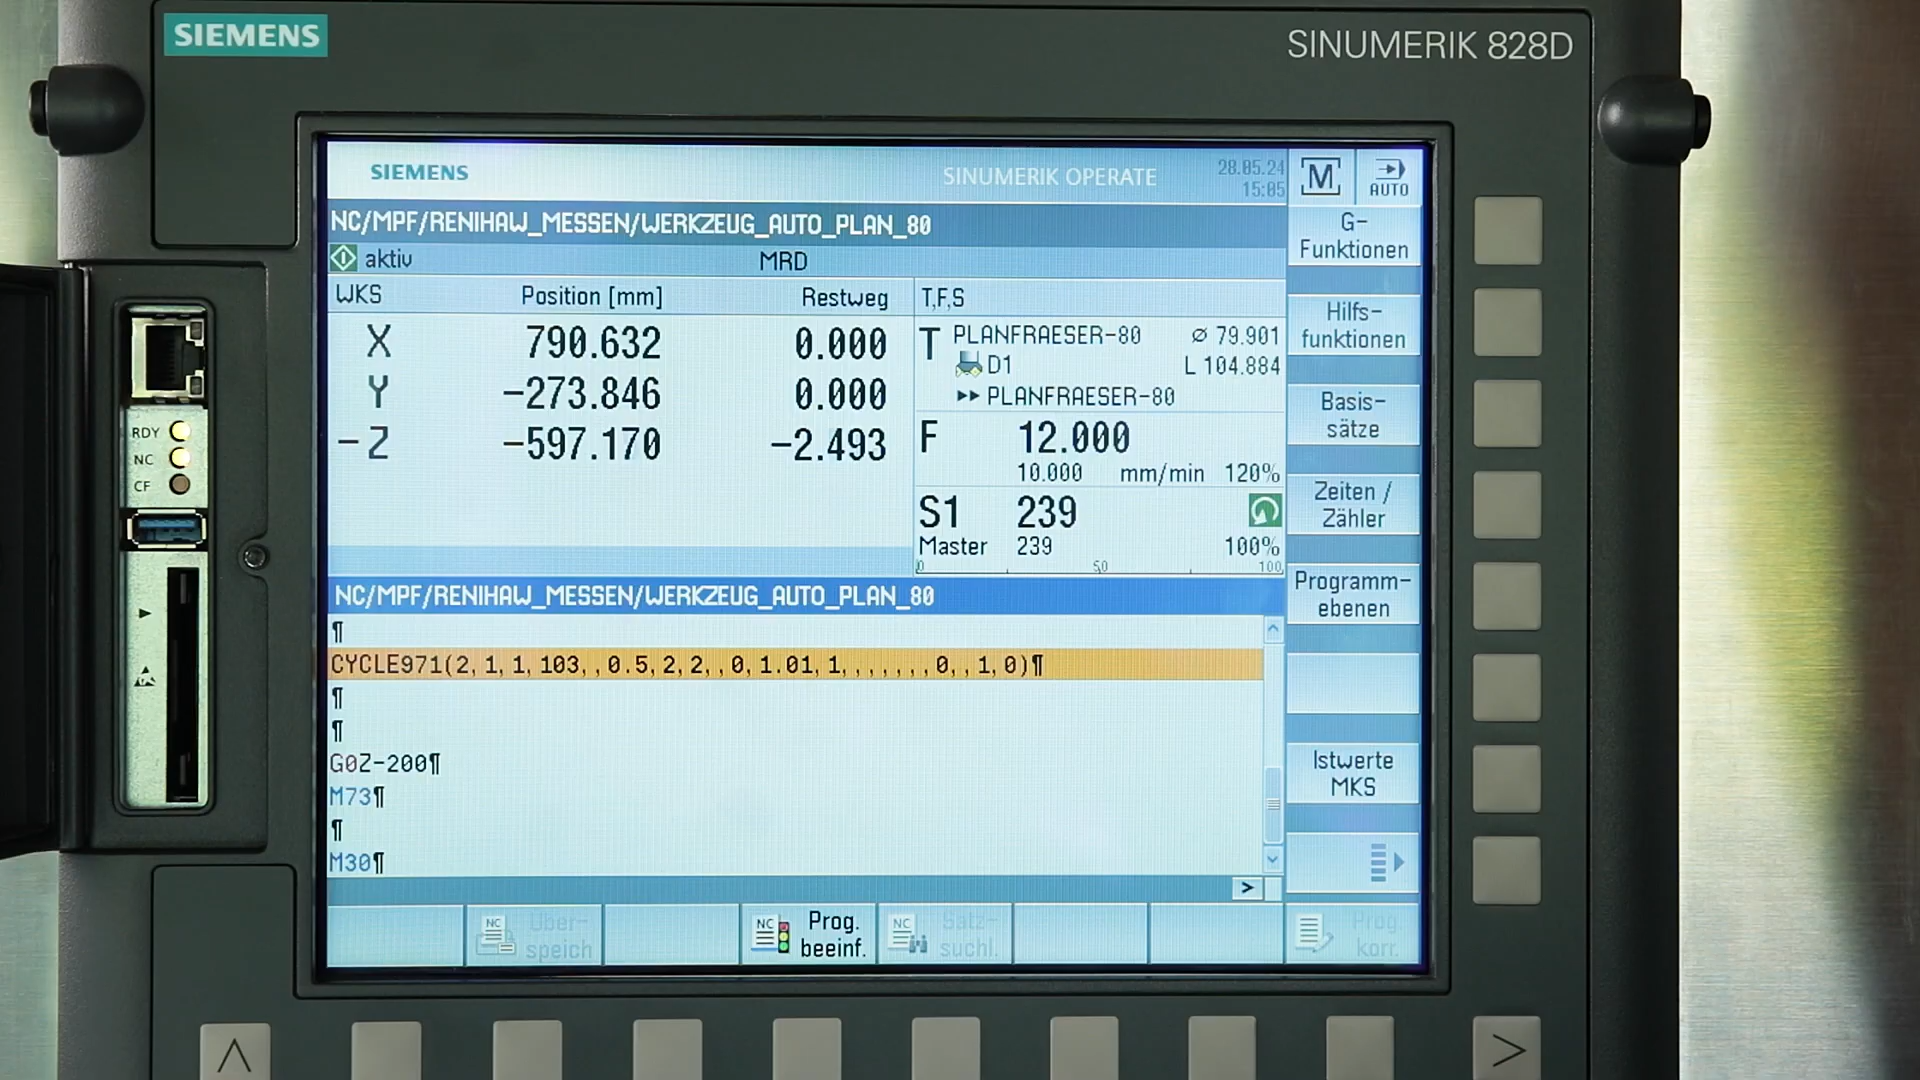 SIEMENS
SINUMERIK 828D
SIEMENS
SINUMERIK OPERATE
28.05.24
15:05
M
AUTO
NC/MPF/RENIHAW_MESSEN/WERKZEUG_AUTO_PLAN_80
G-
Funktionen
aktiv
MRD
WKS Position [mm] Restweg
T,F,S
X 790.632 0.000
Y -273.846 0.000
-Z -597.170 -2.493
T PLANFRAESER-80 ⌀ 79.901
D1 L 104.884
▸▸ PLANFRAESER-80
F 12.000
10.000 mm/min 120%
S1 239
Master 239 100%
0 50 100
Hilfs-
funktionen
Basis-
sätze
Zeiten /
Zähler
Programm-
ebenen
Istwerte
MKS
RDY
NC
CF
NC/MPF/RENIHAW_MESSEN/WERKZEUG_AUTO_PLAN_80
¶
CYCLE971(2,1,1,103,,0.5,2,2,,0,1.01,1,,,,,,,0,,1,0)¶
¶
¶
G0Z-200¶
M73¶
¶
M30¶
>
NC Über-
speich
NC Prog.
beeinf.
NC Satz-
suchl.
Prog.
korr.
>